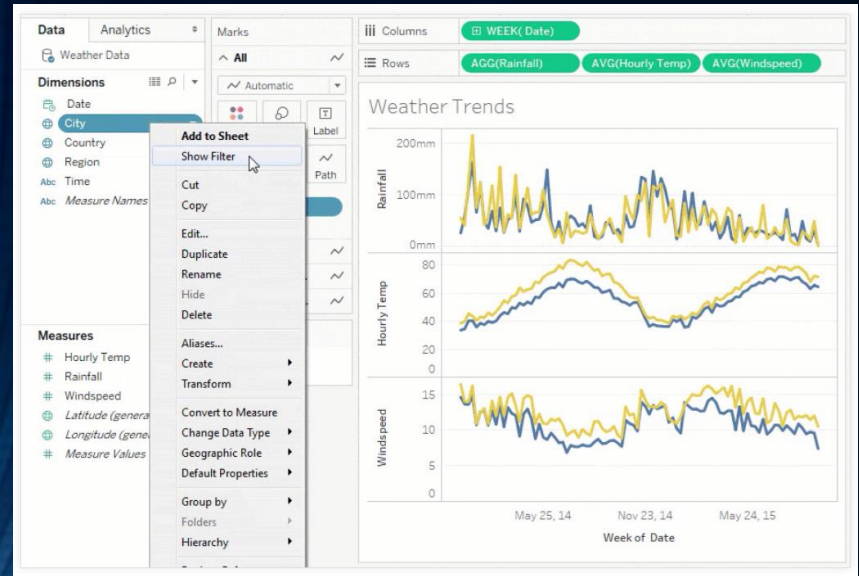 Data Analytics
Weather Data
Dimensions
Date
City
Country
Region
Abc Time
Abc Measure Names
Measures
# Hourly Temp
# Rainfall
# Windspeed
Latitude (genera
Longitude (gene
# Measure Values
Add to Sheet
Show Filter
Cut
Copy
Edit...
Duplicate
Rename
Hide
Delete
Aliases...
Create
Transform
Convert to Measure
Change Data Type
Geographic Role
Default Properties
Group by
Folders
Hierarchy
Marks
All
Automatic
T
Label
Path
Columns
WEEK( Date)
Rows
AGG(Rainfall) AVG(Hourly Temp) AVG(Windspeed)
Weather Trends
Rainfall
200mm
100mm
0mm
Hourly Temp
80
60
40
20
0
Windspeed
15
10
5
0
May 25, 14 Nov 23, 14 May 24, 15
Week of Date